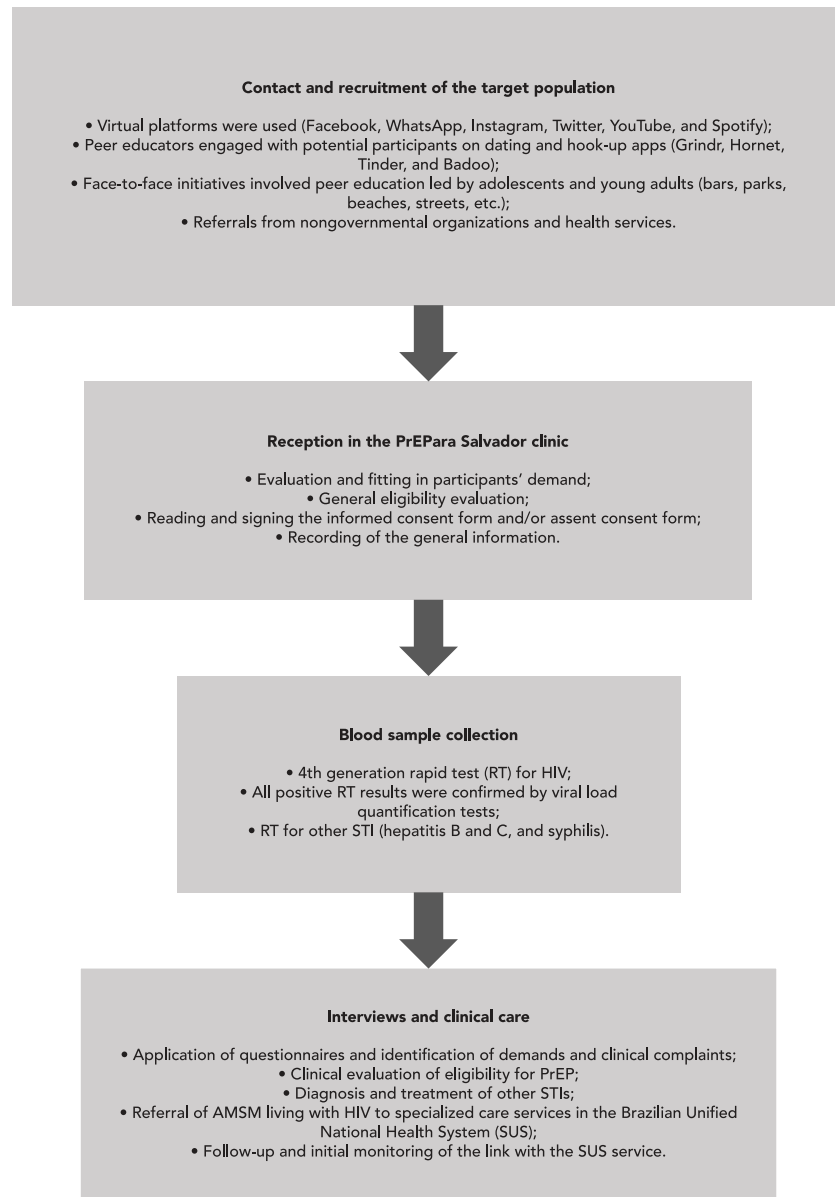 Contact and recruitment of the target population
• Virtual platforms were used (Facebook, WhatsApp, Instagram, Twitter, YouTube, and Spotify);
• Peer educators engaged with potential participants on dating and hook-up apps (Grindr, Hornet,
Tinder, and Badoo);
• Face-to-face initiatives involved peer education led by adolescents and young adults (bars, parks,
beaches, streets, etc.);
• Referrals from nongovernmental organizations and health services.
Reception in the PrEPara Salvador clinic
• Evaluation and fitting in participants‘ demand;
• General eligibility evaluation;
• Reading and signing the informed consent form and/or assent consent form;
• Recording of the general information.
Blood sample collection
• 4th generation rapid test (RT) for HIV;
• All positive RT results were confirmed by viral load
quantification tests;
• RT for other STI (hepatitis B and C, and syphilis).
Interviews and clinical care
• Application of questionnaires and identification of demands and clinical complaints;
• Clinical evaluation of eligibility for PrEP;
• Diagnosis and treatment of other STIs;
• Referral of AMSM living with HIV to specialized care services in the Brazilian Unified
National Health System (SUS);
• Follow-up and initial monitoring of the link with the SUS service.